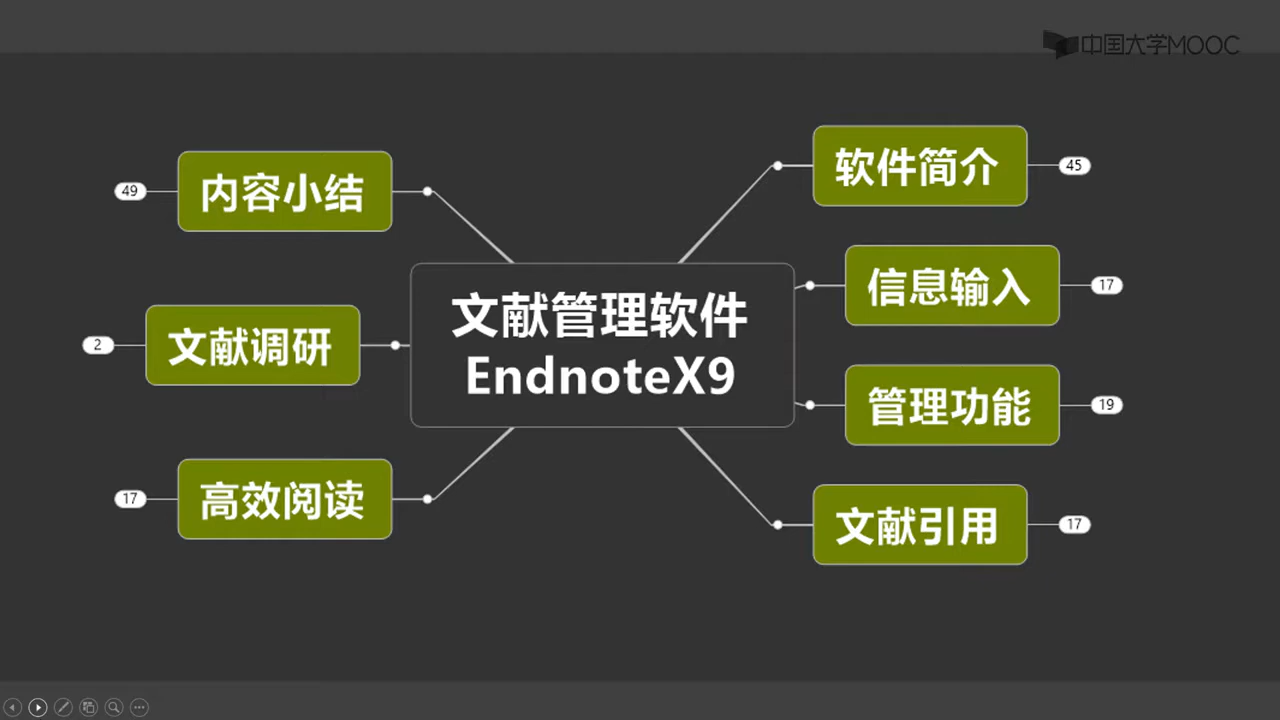 中国大学MOOC
文献管理软件
EndnoteX9
软件简介
45
信息输入
17
管理功能
19
文献引用
17
内容小结
49
文献调研
2
高效阅读
17